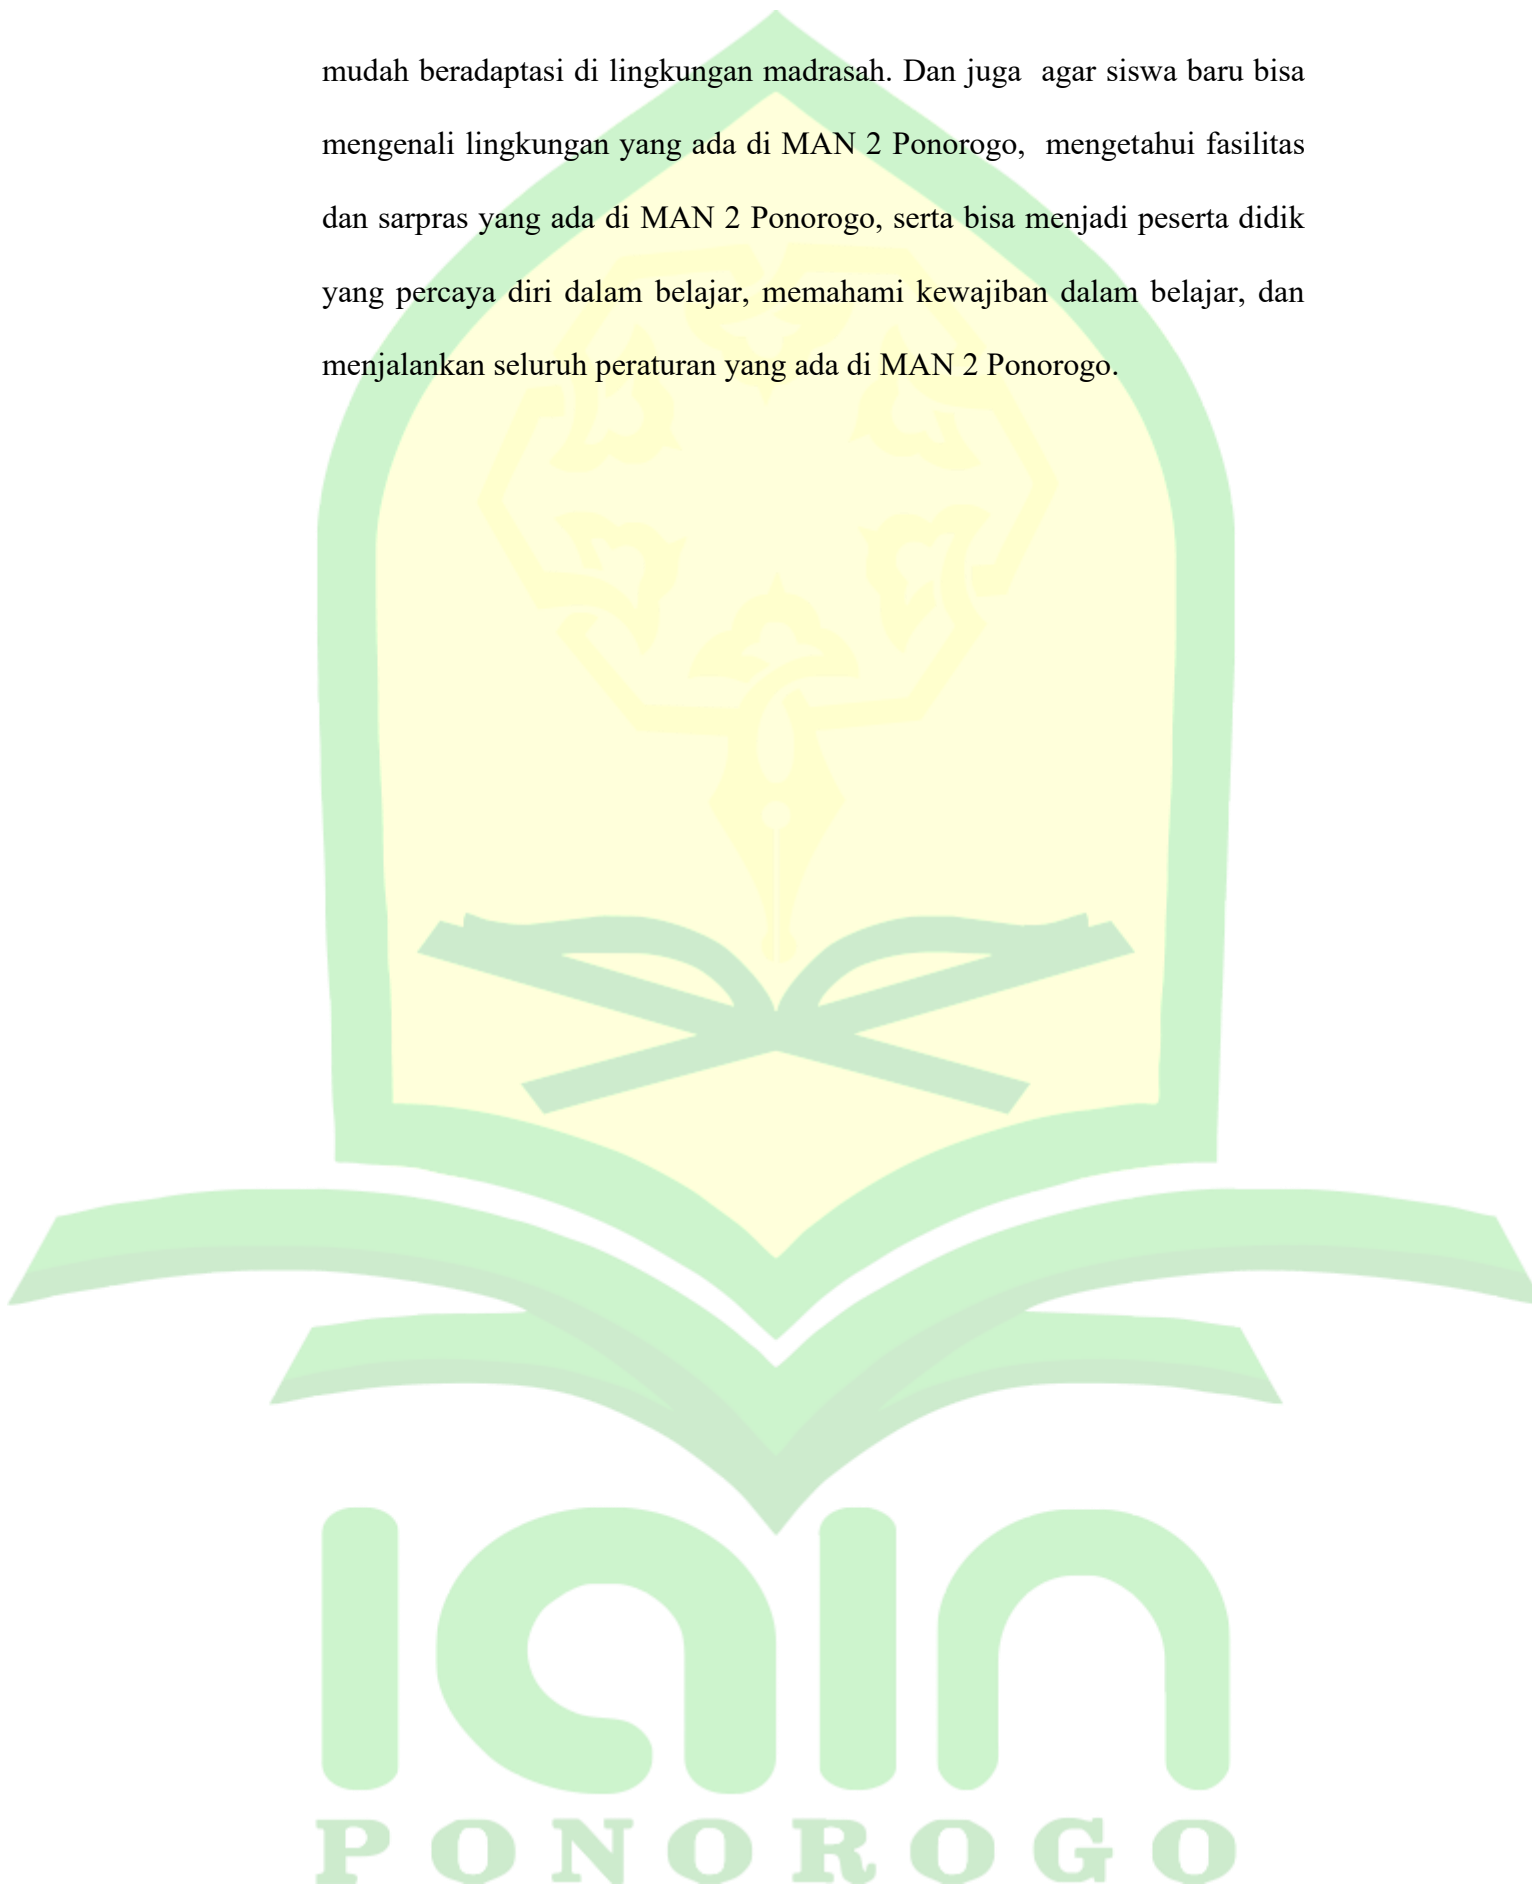 mudah beradaptasi di lingkungan madrasah. Dan juga  agar siswa baru bisa
mengenali lingkungan yang ada di MAN 2 Ponorogo,  mengetahui fasilitas
dan sarpras yang ada di MAN 2 Ponorogo, serta bisa menjadi peserta didik
yang percaya diri dalam belajar, memahami kewajiban dalam belajar, dan
menjalankan seluruh peraturan yang ada di MAN 2 Ponorogo.
IAIN
PONOROGO